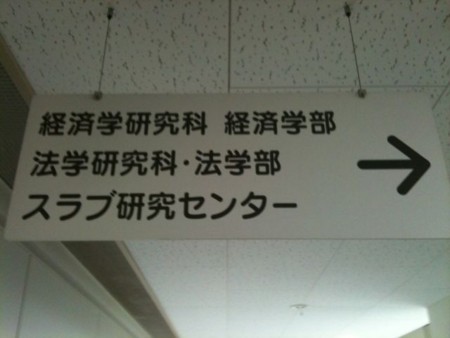 経済学研究科 経済学部
法学研究科・法学部 →
スラブ研究センター